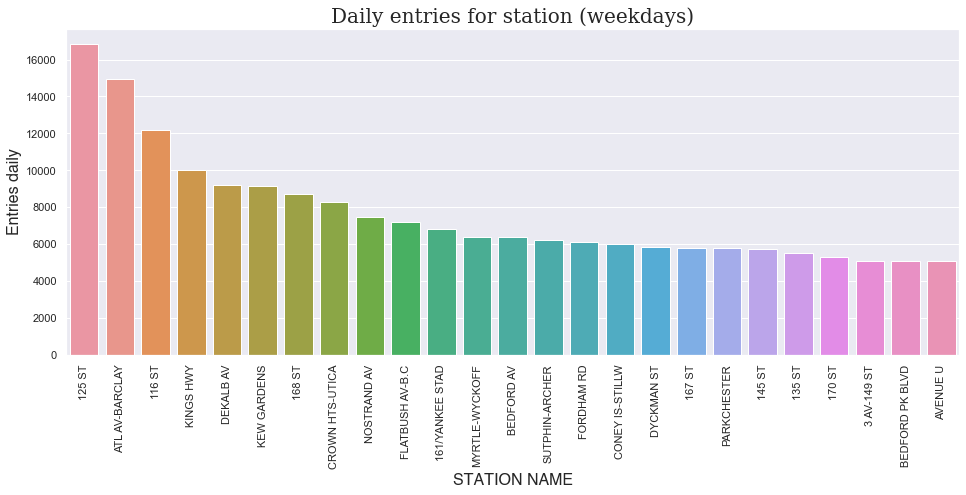 Daily entries for station (weekdays)
Entries daily
16000
14000
12000
10000
8000
6000
4000
2000
0
125 ST
ATL AV-BARCLAY
116 ST
KINGS HWY
DEKALB AV
KEW GARDENS
168 ST
CROWN HTS-UTICA
NOSTRAND AV
FLATBUSH AV-B.C
161/YANKEE STAD
MYRTLE-WYCKOFF
BEDFORD AV
SUTPHIN-ARCHER
FORDHAM RD
CONEY IS-STILLW
DYCKMAN ST
167 ST
PARKCHESTER
145 ST
135 ST
170 ST
3 AV-149 ST
BEDFORD PK BLVD
AVENUE U
STATION NAME